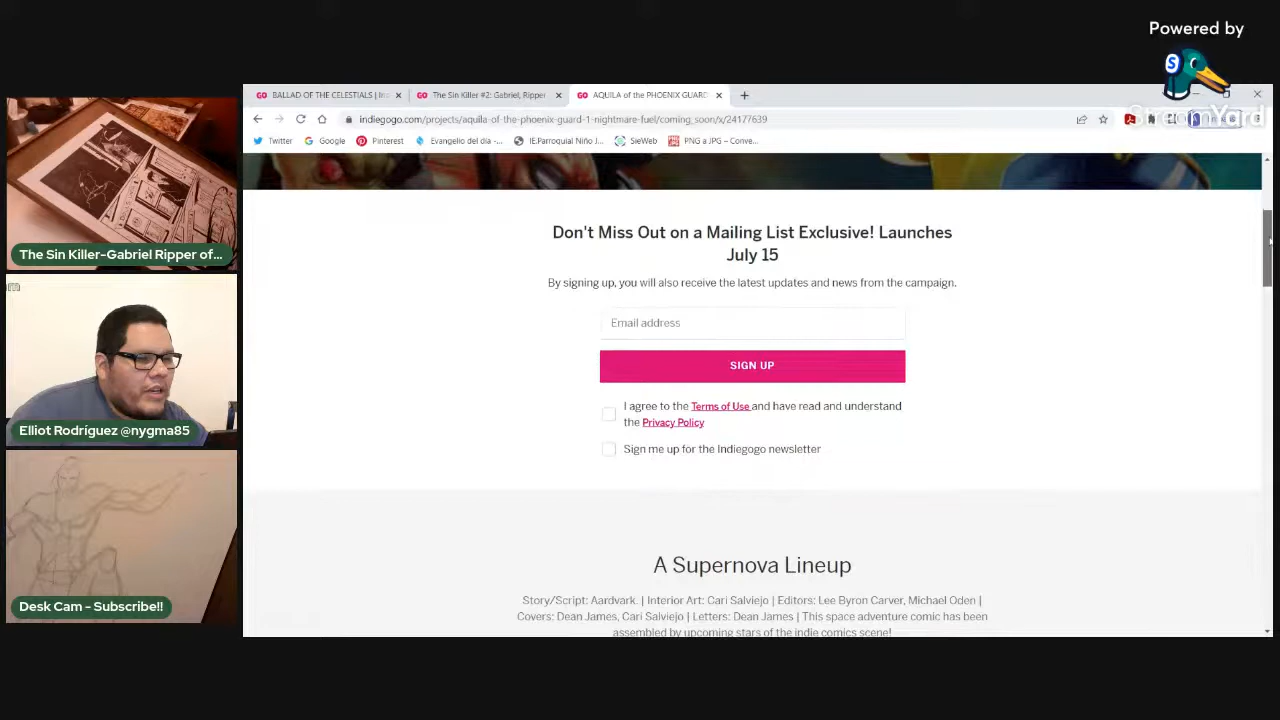 Powered by
StreamYard
BALLAD OF THE CELESTIALS | In
The Sin Killer #2: Gabriel, Ripper
AQUILA of the PHOENIX GUARD
indiegogo.com/projects/aquila-of-the-phoenix-guard-1-nightmare-fuel/coming_soon/x/24177639
Twitter
Google
Pinterest
Evangelio del día -...
IE.Parroquial Niño J...
SieWeb
PNG a JPG – Conve...
Don't Miss Out on a Mailing List Exclusive! Launches
July 15
By signing up, you will also receive the latest updates and news from the campaign.
Email address
SIGN UP
I agree to the Terms of Use and have read and understand
the Privacy Policy
Sign me up for the Indiegogo newsletter
A Supernova Lineup
Story/Script: Aardvark. | Interior Art: Cari Salviejo | Editors: Lee Byron Carver, Michael Oden |
Covers: Dean James, Cari Salviejo | Letters: Dean James | This space adventure comic has been
assembled by upcoming stars of the indie comics scene!
The Sin Killer-Gabriel Ripper of...
Elliot Rodríguez @nygma85
Desk Cam - Subscribe!!